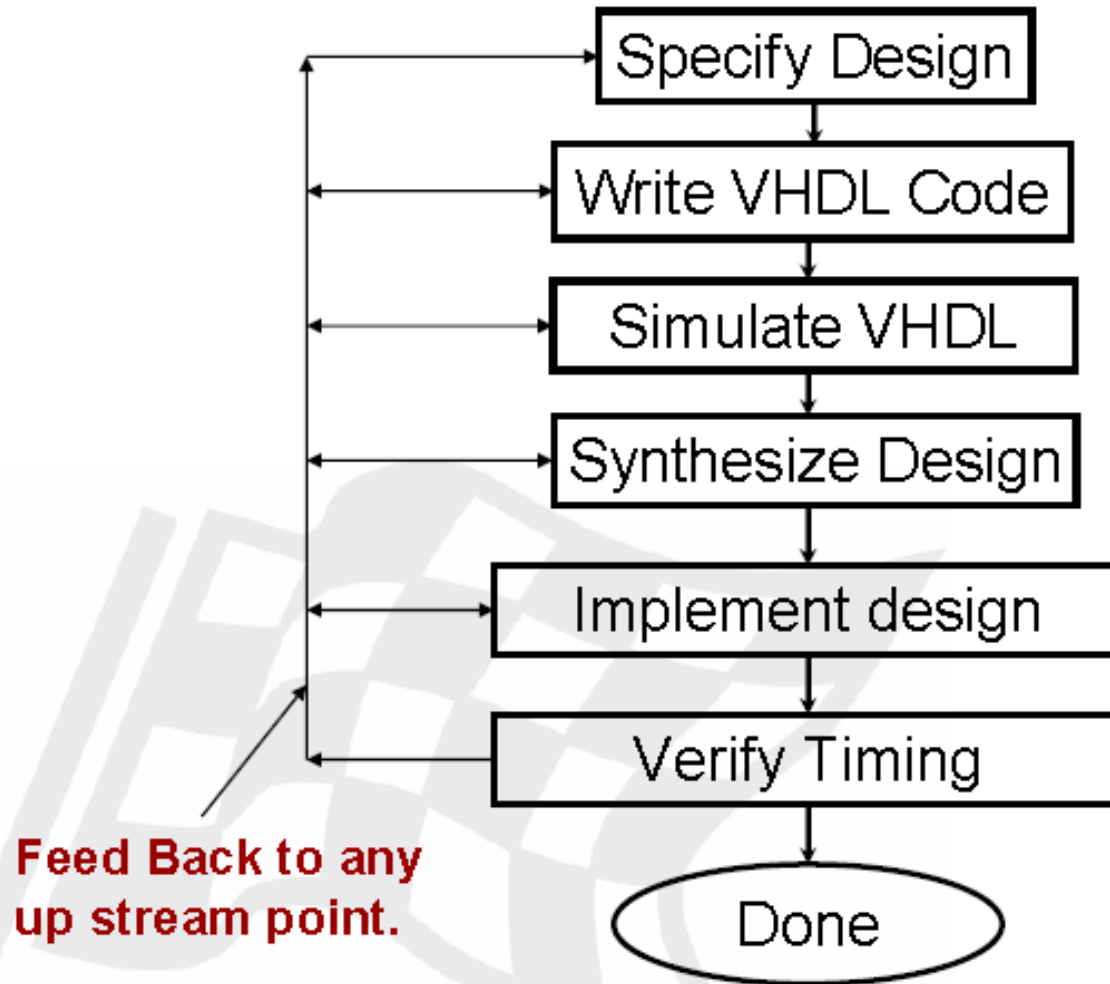 Specify Design
Write VHDL Code
Simulate VHDL
Synthesize Design
Implement design
Verify Timing
Feed Back to any
up stream point.
Done